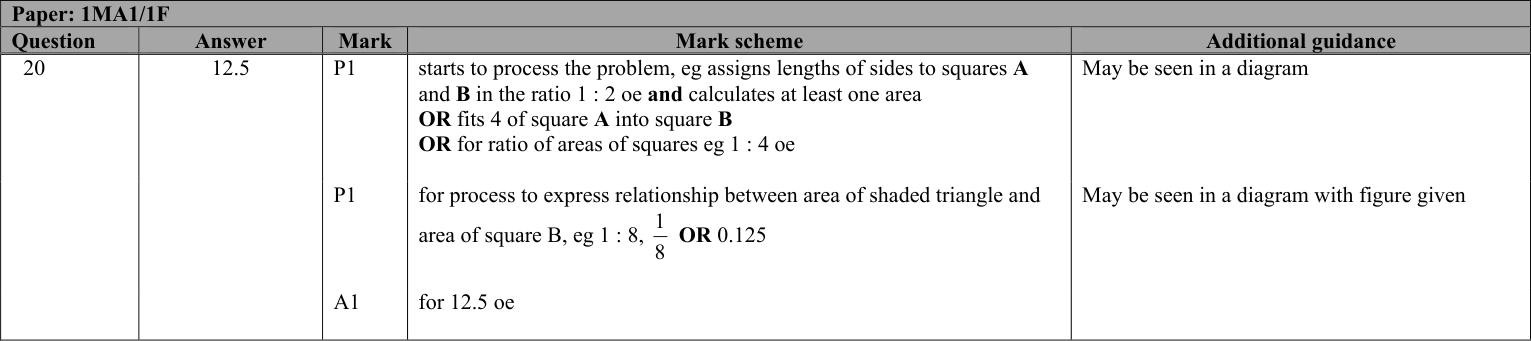 Paper: 1MA1/1F
Question Answer Mark Mark scheme Additional guidance
20 12.5 P1 starts to process the problem, eg assigns lengths of sides to squares A May be seen in a diagram
and B in the ratio 1 : 2 oe and calculates at least one area
OR fits 4 of square A into square B
OR for ratio of areas of squares eg 1 : 4 oe
P1 for process to express relationship between area of shaded triangle and May be seen in a diagram with figure given
area of square B, eg 1 : 8, 1/8 OR 0.125
A1 for 12.5 oe